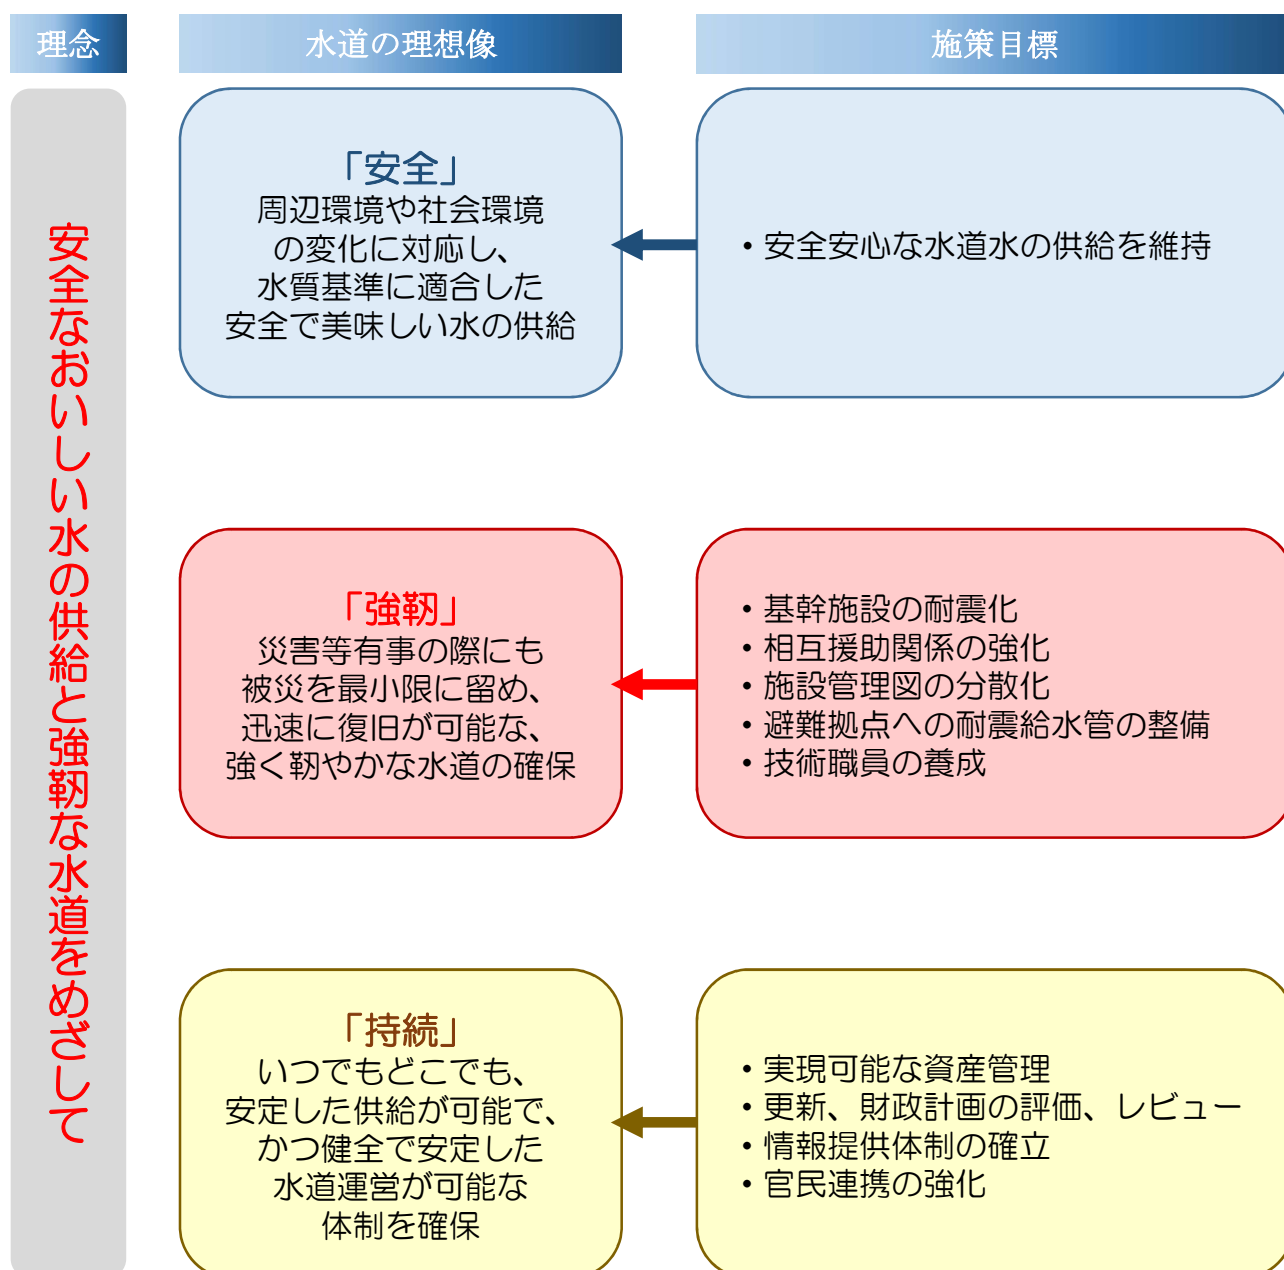 理念
水道の理想像
施策目標
安全なおいしい水の供給と強靭な水道をめざして
「安全」
周辺環境や社会環境
の変化に対応し、
水質基準に適合した
安全で美味しい水の供給
・安全安心な水道水の供給を維持
「強靭」
災害等有事の際にも
被災を最小限に留め、
迅速に復旧が可能な、
強く靭やかな水道の確保
・基幹施設の耐震化
・相互援助関係の強化
・施設管理図の分散化
・避難拠点への耐震給水管の整備
・技術職員の養成
「持続」
いつでもどこでも、
安定した供給が可能で、
かつ健全で安定した
水道運営が可能な
体制を確保
・実現可能な資産管理
・更新、財政計画の評価、レビュー
・情報提供体制の確立
・官民連携の強化